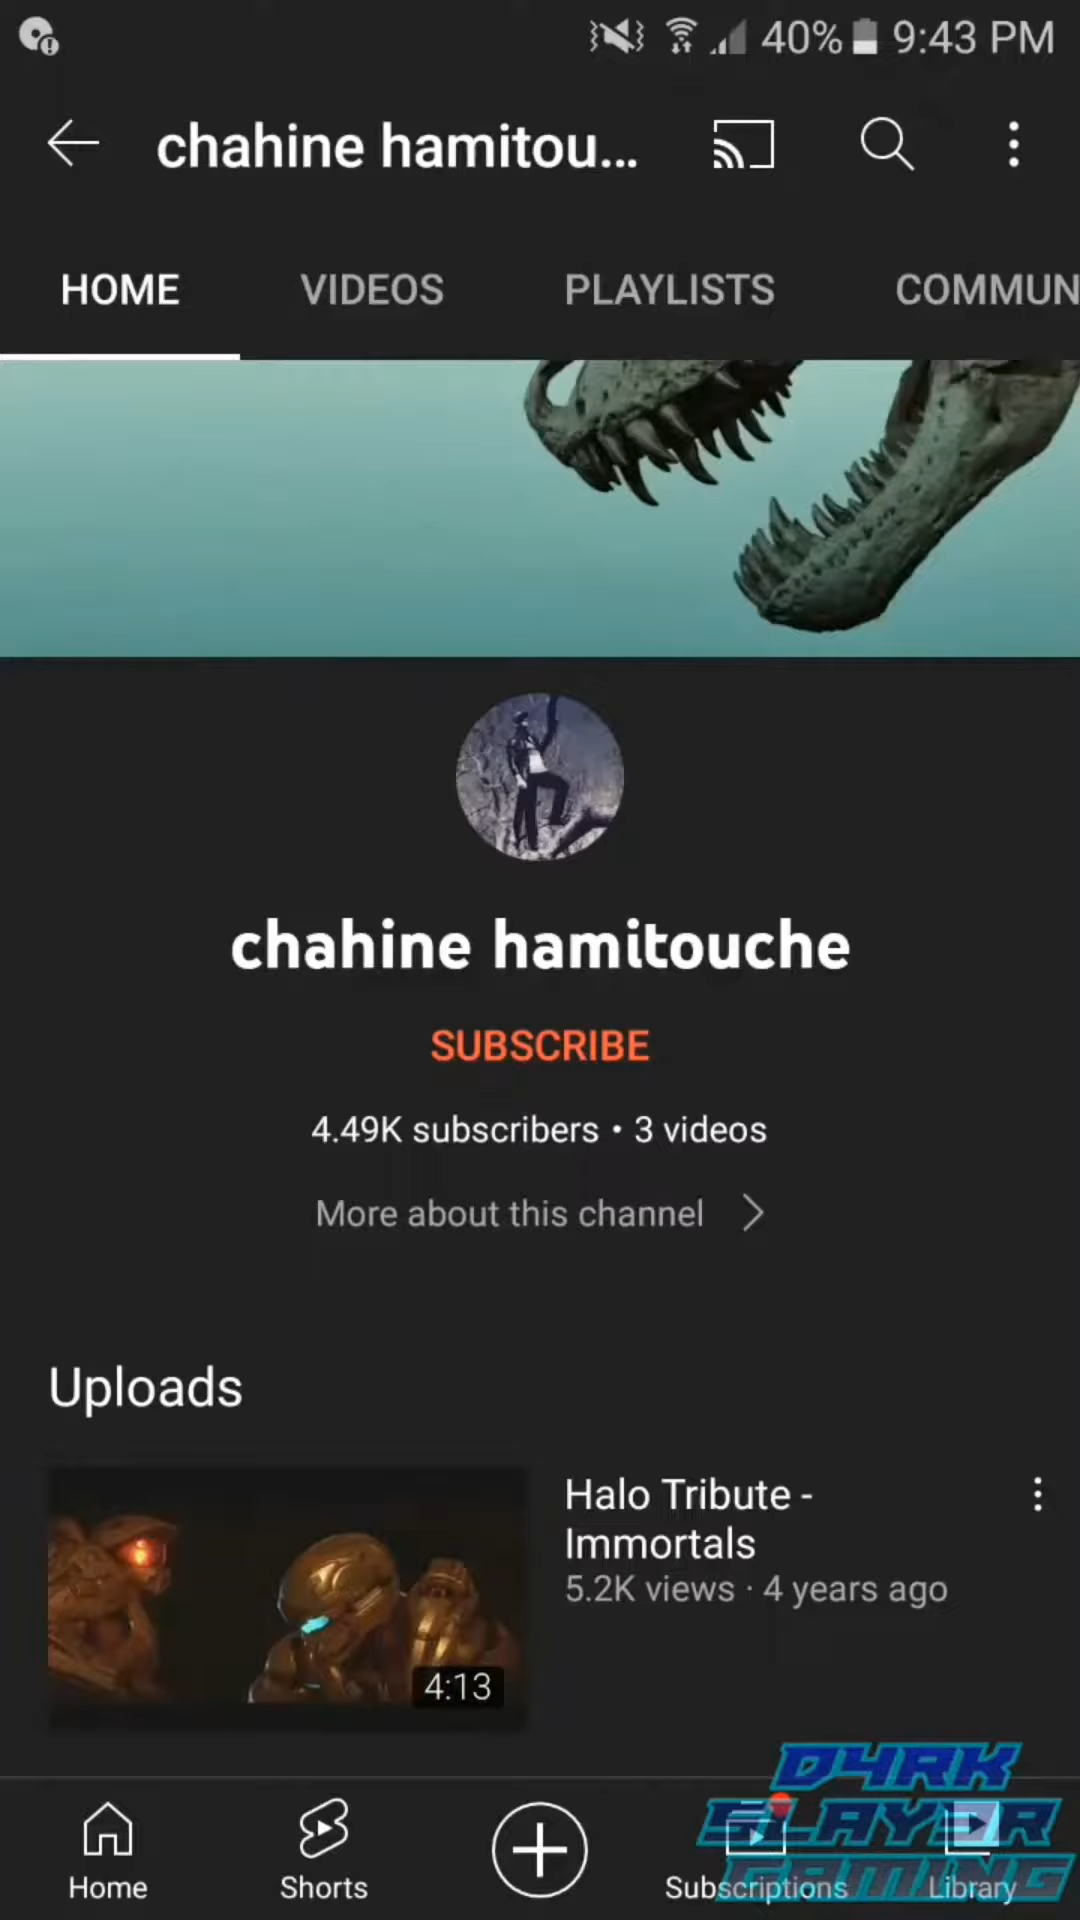 40% 9:43 PM
chahine hamitou...
HOME VIDEOS PLAYLISTS COMMUN
chahine hamitouche
SUBSCRIBE
4.49K subscribers • 3 videos
More about this channel
Uploads
Halo Tribute -
Immortals
5.2K views · 4 years ago
4:13
D4RK
SLAYER
GAMING
Home Shorts Subscriptions Library